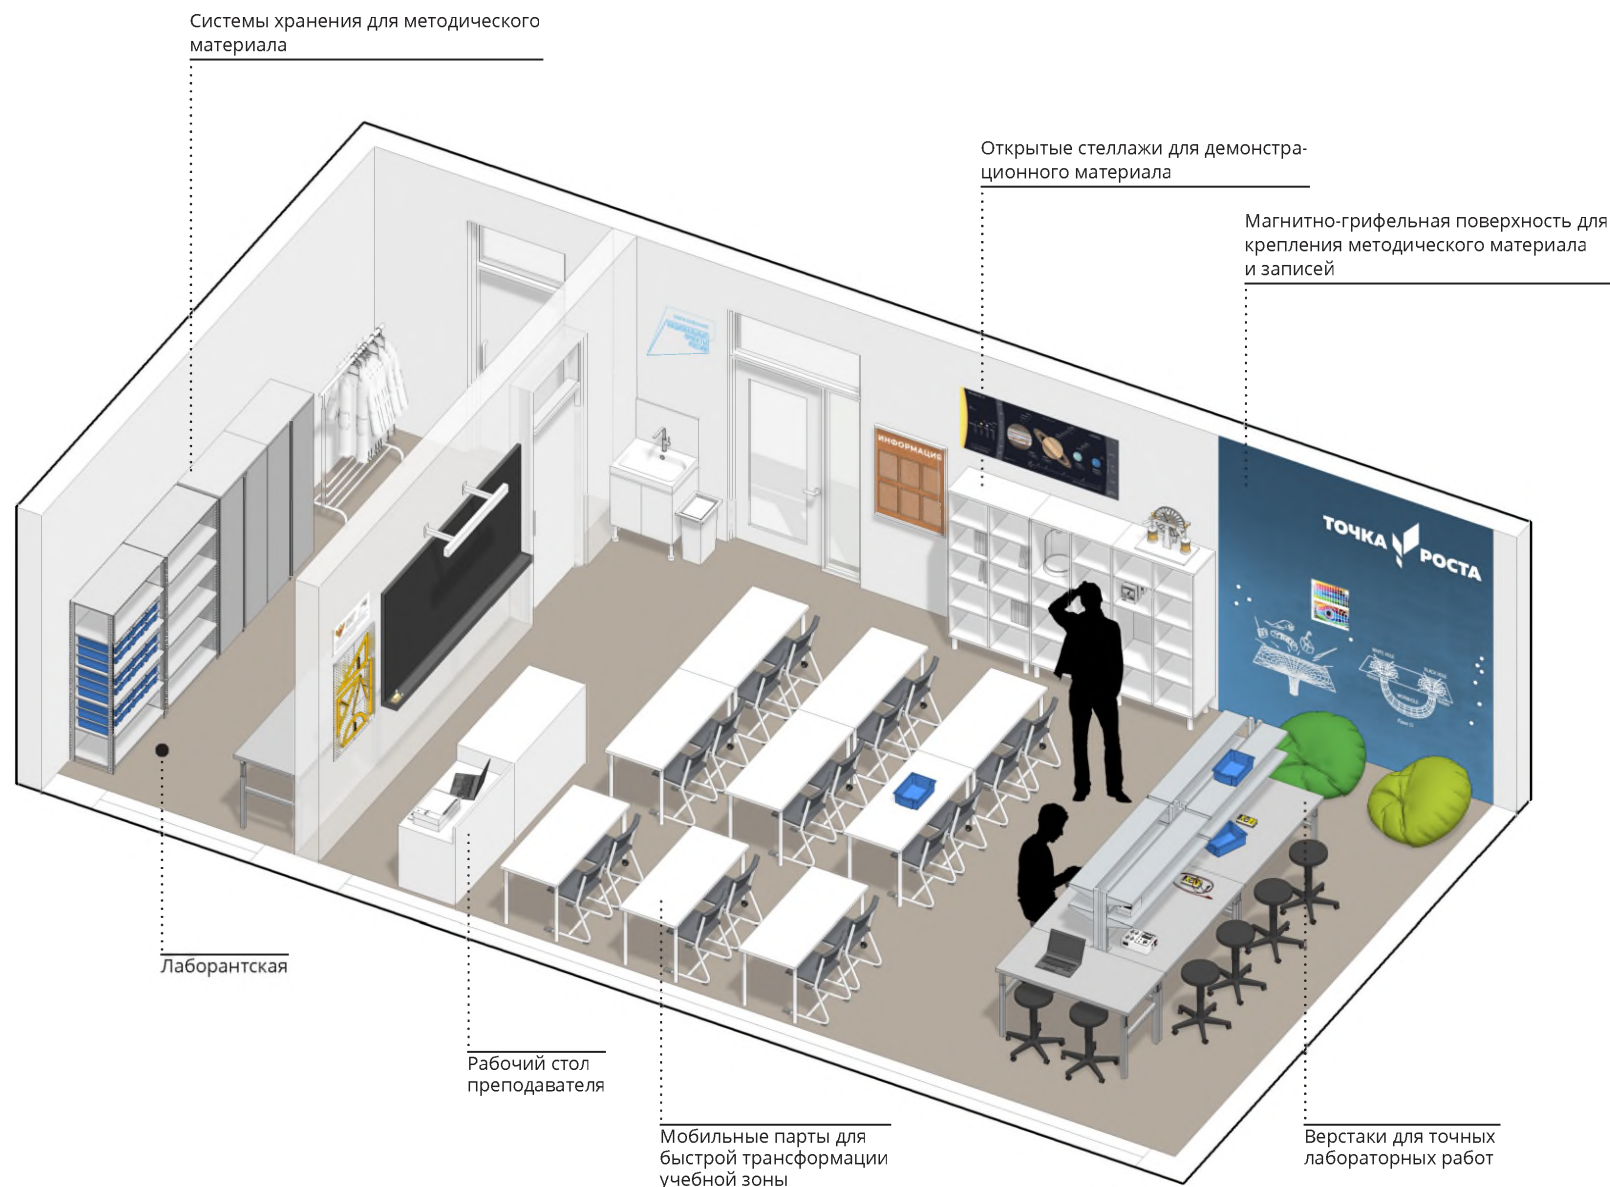 Системы хранения для методического
материала
Открытые стеллажи для демонстра-
ционного материала
Магнитно-грифельная поверхность для
крепления методического материала
и записей
ИНФОРМАЦИЯ
ТОЧКА
РОСТА
Лаборантская
Рабочий стол
преподавателя
Мобильные парты для
быстрой трансформации
учебной зоны
Верстаки для точных
лабораторных работ